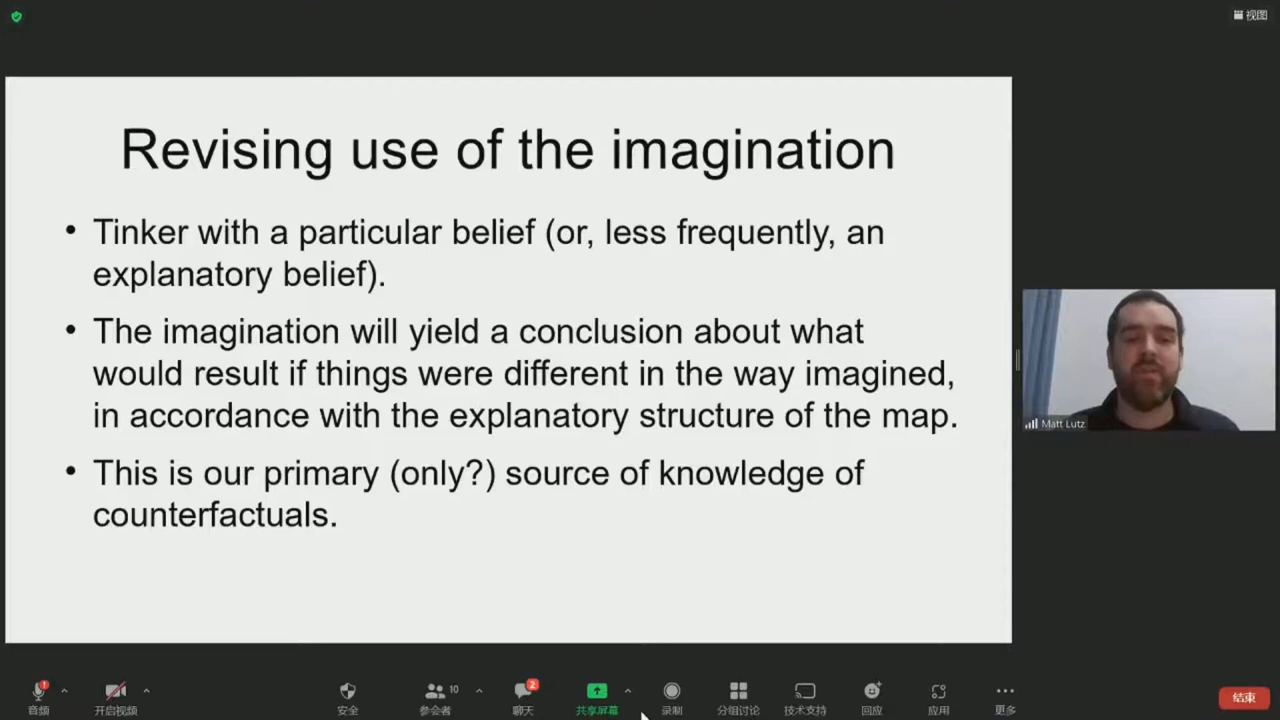 视图
Revising use of the imagination
• Tinker with a particular belief (or, less frequently, an
explanatory belief).
• The imagination will yield a conclusion about what
would result if things were different in the way imagined,
in accordance with the explanatory structure of the map.
• This is our primary (only?) source of knowledge of
counterfactuals.
Matt Lutz
音频
开启视频
安全
10
参会者
2
聊天
共享屏幕
录制
分组讨论
技术支持
回应
应用
更多
结束